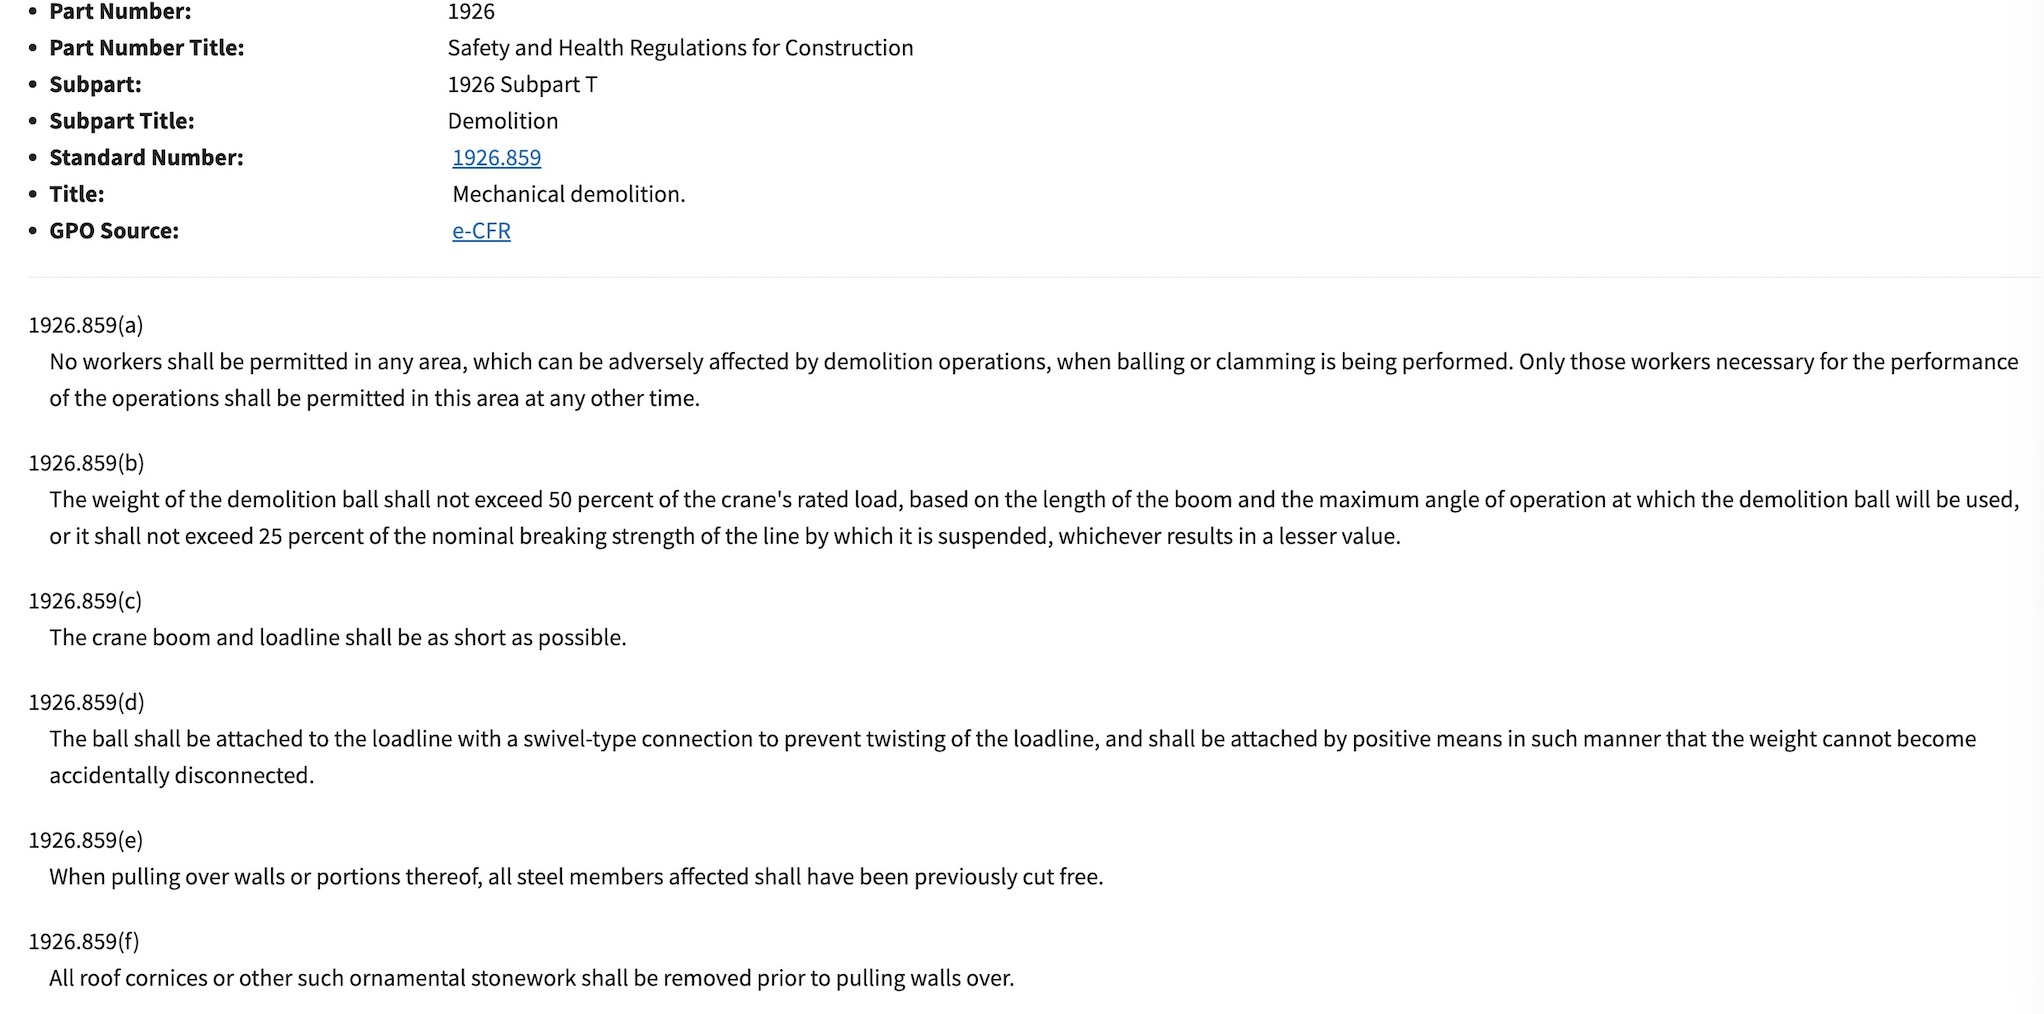 • Part Number: 1926
• Part Number Title: Safety and Health Regulations for Construction
• Subpart: 1926 Subpart T
• Subpart Title: Demolition
• Standard Number: 1926.859
• Title: Mechanical demolition.
• GPO Source: e-CFR
1926.859(a)
No workers shall be permitted in any area, which can be adversely affected by demolition operations, when balling or clamming is being performed. Only those workers necessary for the performance
of the operations shall be permitted in this area at any other time.
1926.859(b)
The weight of the demolition ball shall not exceed 50 percent of the crane's rated load, based on the length of the boom and the maximum angle of operation at which the demolition ball will be used,
or it shall not exceed 25 percent of the nominal breaking strength of the line by which it is suspended, whichever results in a lesser value.
1926.859(c)
The crane boom and loadline shall be as short as possible.
1926.859(d)
The ball shall be attached to the loadline with a swivel-type connection to prevent twisting of the loadline, and shall be attached by positive means in such manner that the weight cannot become
accidentally disconnected.
1926.859(e)
When pulling over walls or portions thereof, all steel members affected shall have been previously cut free.
1926.859(f)
All roof cornices or other such ornamental stonework shall be removed prior to pulling walls over.